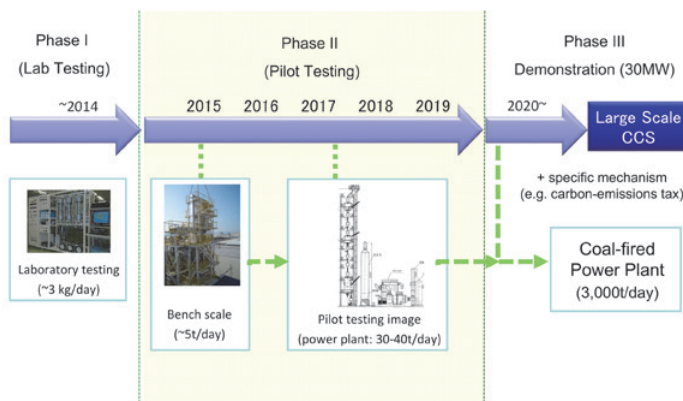 Phase I
(Lab Testing)
Phase II
(Pilot Testing)
Phase III
Demonstration (30MW)
~2014
2015
2016
2017
2018
2019
2020~
Large Scale
CCS
+ specific mechanism
(e.g. carbon-emissions tax)
Laboratory testing
(~3 kg/day)
Bench scale
(~5t/day)
Pilot testing image
(power plant: 30-40t/day)
Coal-fired
Power Plant
(3,000t/day)